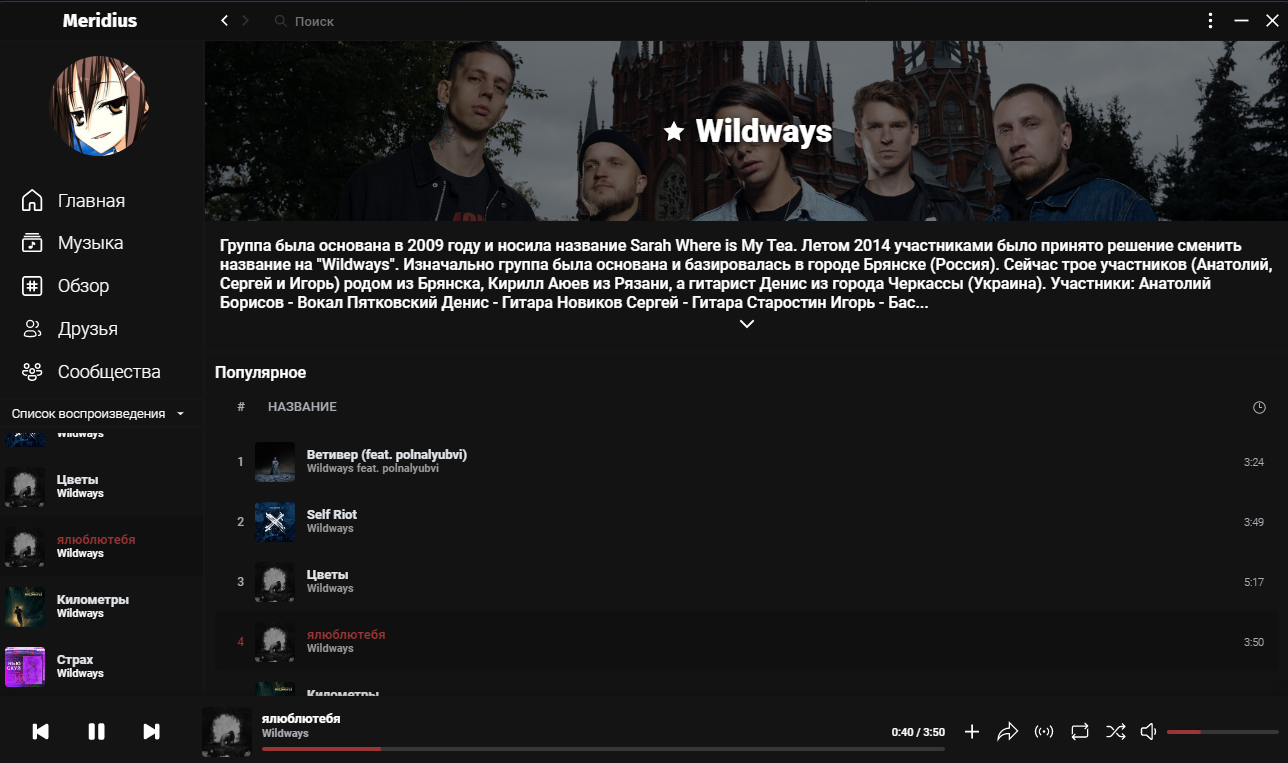 Meridius
Поиск
Wildways
Главная
Музыка
Обзор
Друзья
Сообщества
Группа была основана в 2009 году и носила название Sarah Where is My Tea. Летом 2014 участниками было принято решение сменить
название на "Wildways". Изначально группа была основана и базировалась в городе Брянске (Россия). Сейчас трое участников (Анатолий,
Сергей и Игорь) родом из Брянска, Кирилл Аюев из Рязани, а гитарист Денис из города Черкассы (Украина). Участники: Анатолий
Борисов - Вокал Пятковский Денис - Гитара Новиков Сергей - Гитара Старостин Игорь - Бас...
Список воспроизведения
Wildways
Цветы
Wildways
ялюблютебя
Wildways
Километры
Wildways
Страх
Wildways
Популярное
# НАЗВАНИЕ
1 Ветивер (feat. polnalyubvi) 3:24
Wildways feat. polnalyubvi
2 Self Riot 3:49
Wildways
3 Цветы 5:17
Wildways
4 ялюблютебя 3:50
Wildways
Километры
ялюблютебя
Wildways
0:40 / 3:50